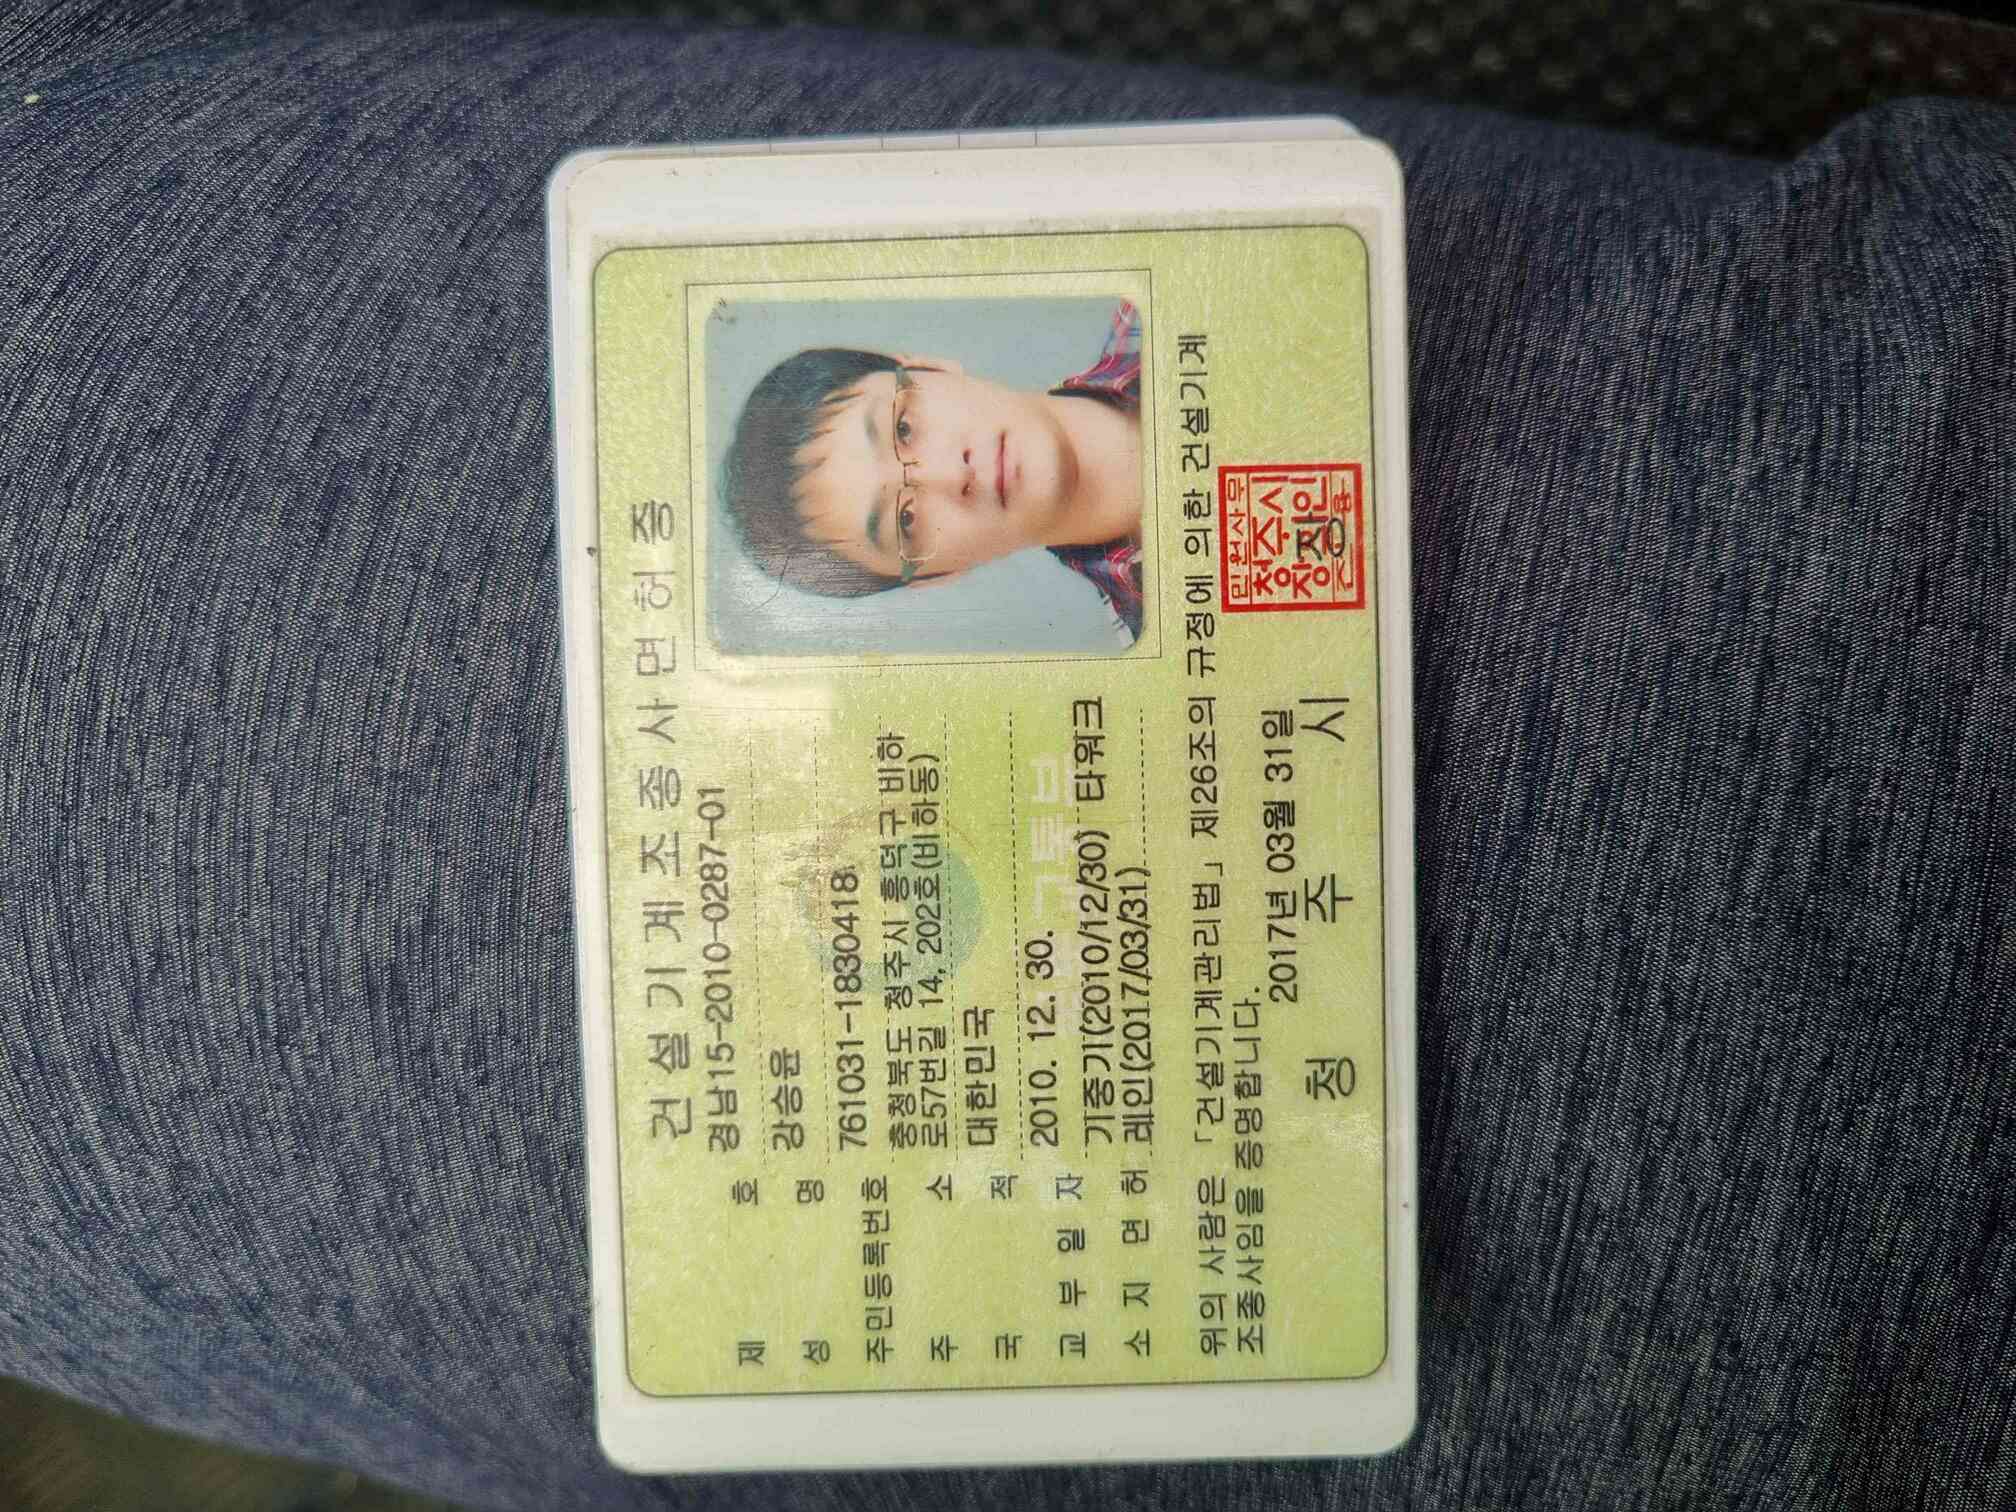 건설기계조종사면허증
제 호 경남15-2010-0287-01
성 명 강승윤
주민등록번호 761031-1830418
주 소 충청북도 청주시 흥덕구 비하
로57번길 14, 202호(비하동)
국 적 대한민국
교 부 일 자 2010. 12. 30.
소 지 면 허 기중기(2010/12/30) 타워크
레인(2017/03/31)
위의 사람은 「건설기계관리법」 제26조의 규정에 의한 건설기계
조종사임을 증명합니다.
2017년 03월 31일
청 주 시 장
민원사무
청주시
장인
전용